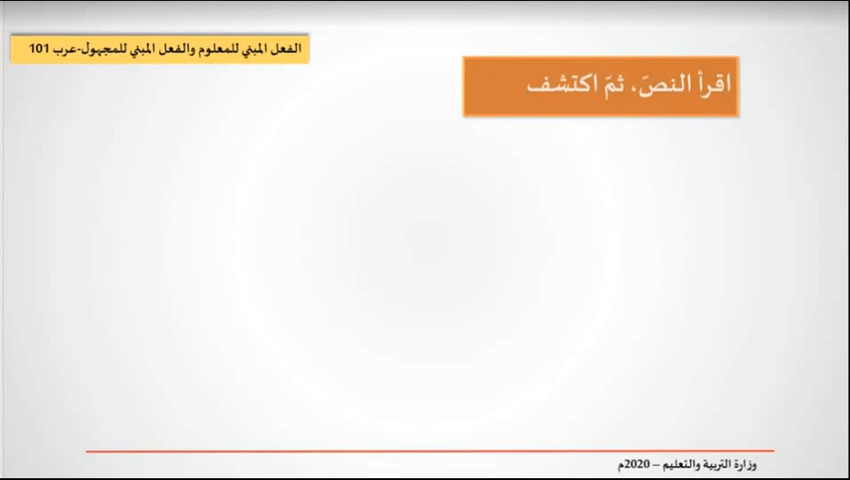 الفعل المبني للمعلوم والفعل المبني للمجهول-عرب 101
اقرأ النصّ، ثمّ اكتشف
وزارة التربية والتعليم – 2020م